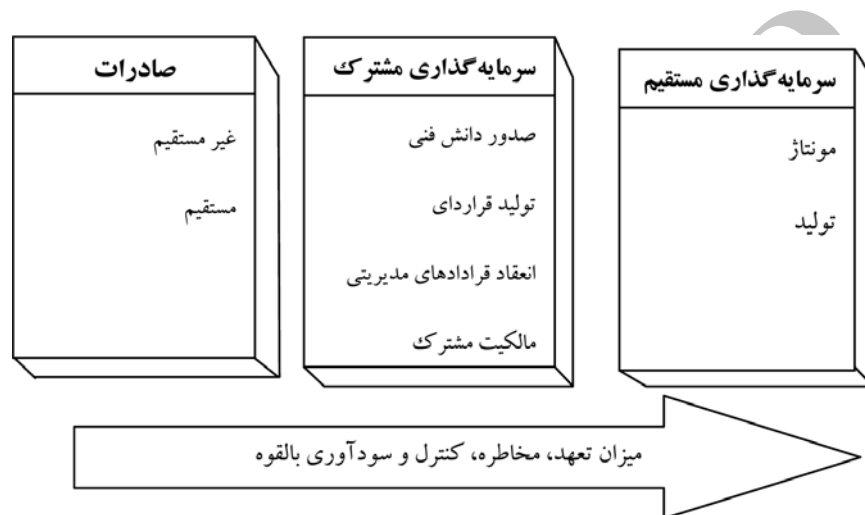 صادرات
غیر مستقیم
مستقیم
سرمایه‌گذاری مشترک
صدور دانش فنی
تولید قراردای
انعقاد قرادادهای مدیریتی
مالکیت مشترک
سرمایه‌گذاری مستقیم
مونتاژ
تولید
میزان تعهد، مخاطره، کنترل و سودآوری بالقوه